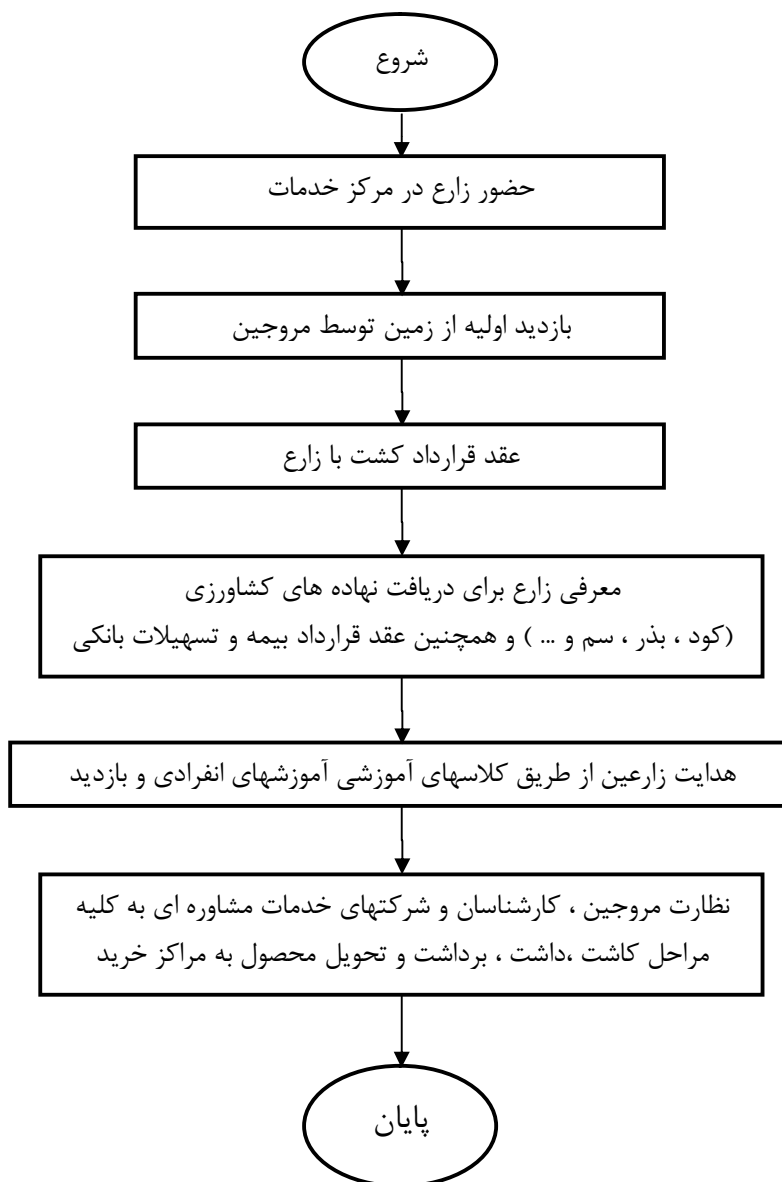 شروع
حضور زارع در مرکز خدمات
بازدید اولیه از زمین توسط مروجین
عقد قرارداد کشت با زارع
معرفی زارع برای دریافت نهاده های کشاورزی
(کود ، بذر ، سم و ... ) و همچنین عقد قرارداد بیمه و تسهیلات بانکی
هدایت زارعین از طریق کلاسهای آموزشی آموزشهای انفرادی و بازدید
نظارت مروجین ، کارشناسان و شرکتهای خدمات مشاوره ای به کلیه
مراحل کاشت ،داشت ، برداشت و تحویل محصول به مراکز خرید
پایان